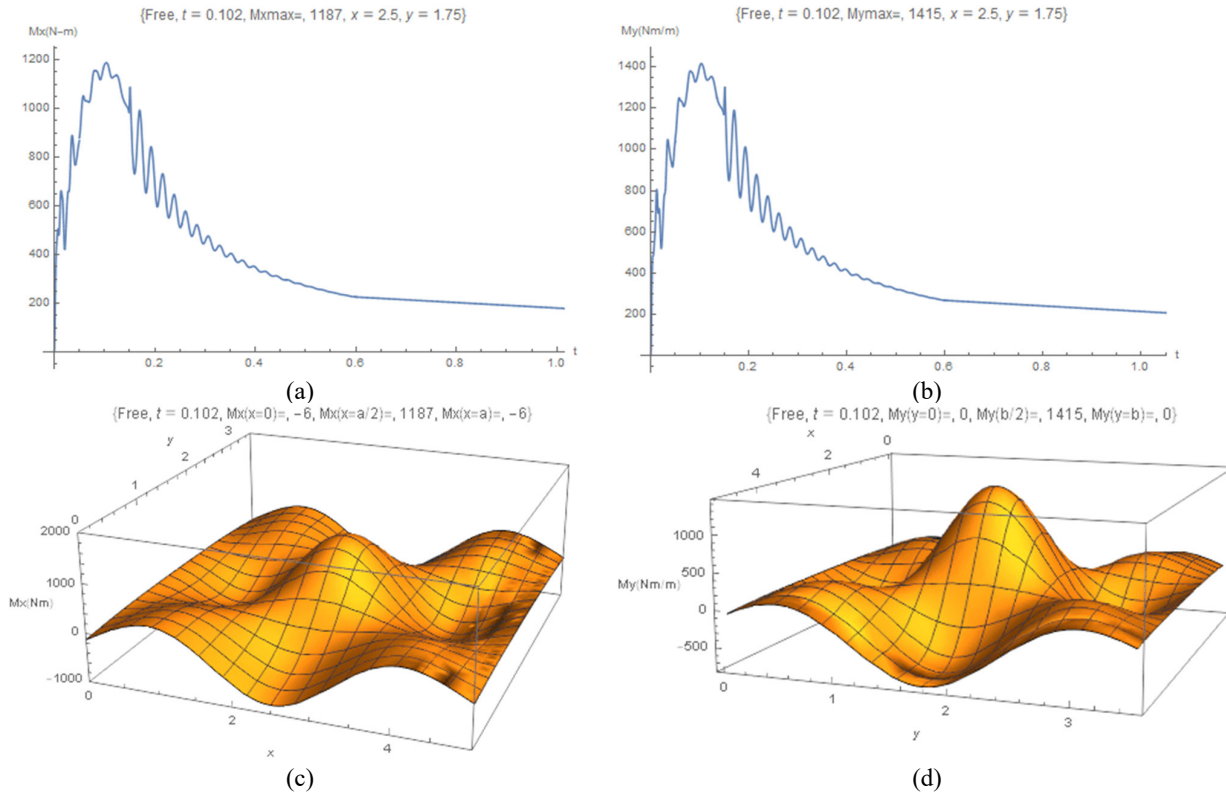 {Free, t = 0.102, Mxmax=, 1187, x = 2.5, y = 1.75}
Mx(N-m)
1200
1000
800
600
400
200
0.2
0.4
0.6
0.8
1.0
t
(a)
{Free, t = 0.102, Mymax=, 1415, x = 2.5, y = 1.75}
My(Nm/m)
1400
1200
1000
800
600
400
200
0.2
0.4
0.6
0.8
1.0
t
(b)
{Free, t = 0.102, Mx(x=0)=, -6, Mx(x=a/2)=, 1187, Mx(x=a)=, -6}
y
3
2
1
0
2000
1000
Mx(Nm)
0
-1000
0
2
4
x
(c)
{Free, t = 0.102, My(y=0)=, 0, My(b/2)=, 1415, My(y=b)=, 0}
x
0
2
4
1000
500
My(Nm/m)
0
-500
0
1
2
3
y
(d)